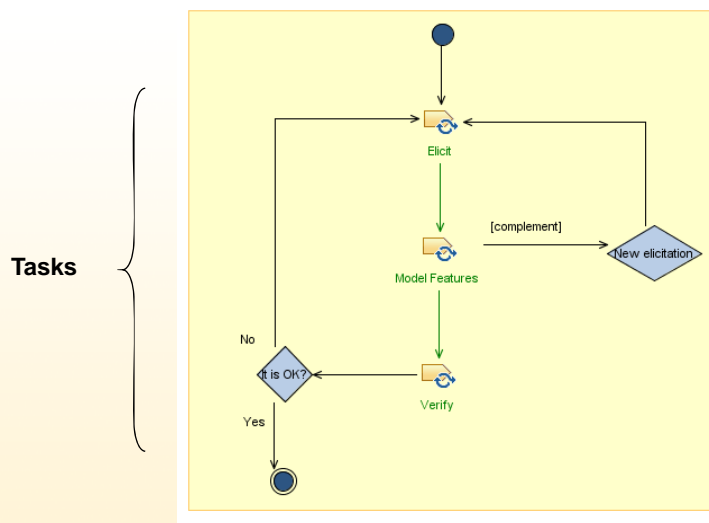 Elicit
[complement]
New elicitation
Tasks
Model Features
No
It is OK?
Verify
Yes